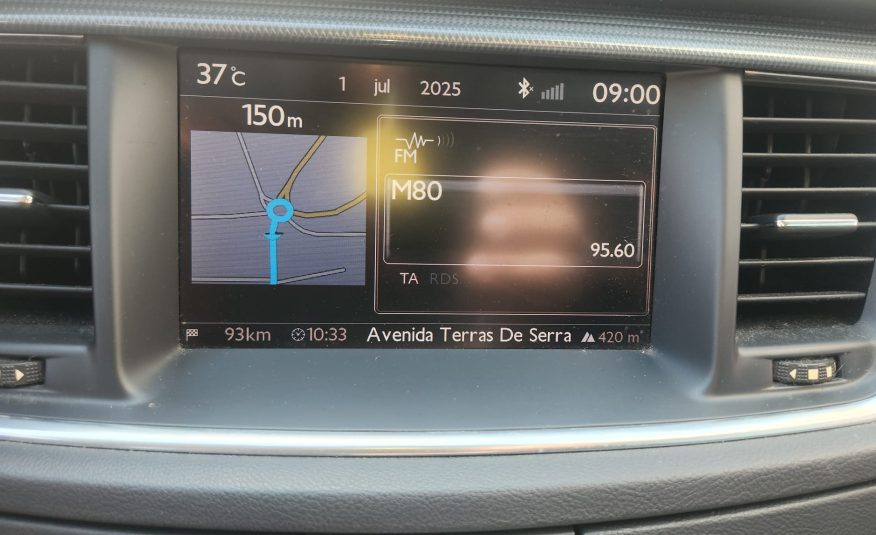 37°C 1 jul 2025 09:00
150m
FM
M80
95.60
TA RDS
93km 10:33 Avenida Terras De Serra 420 m